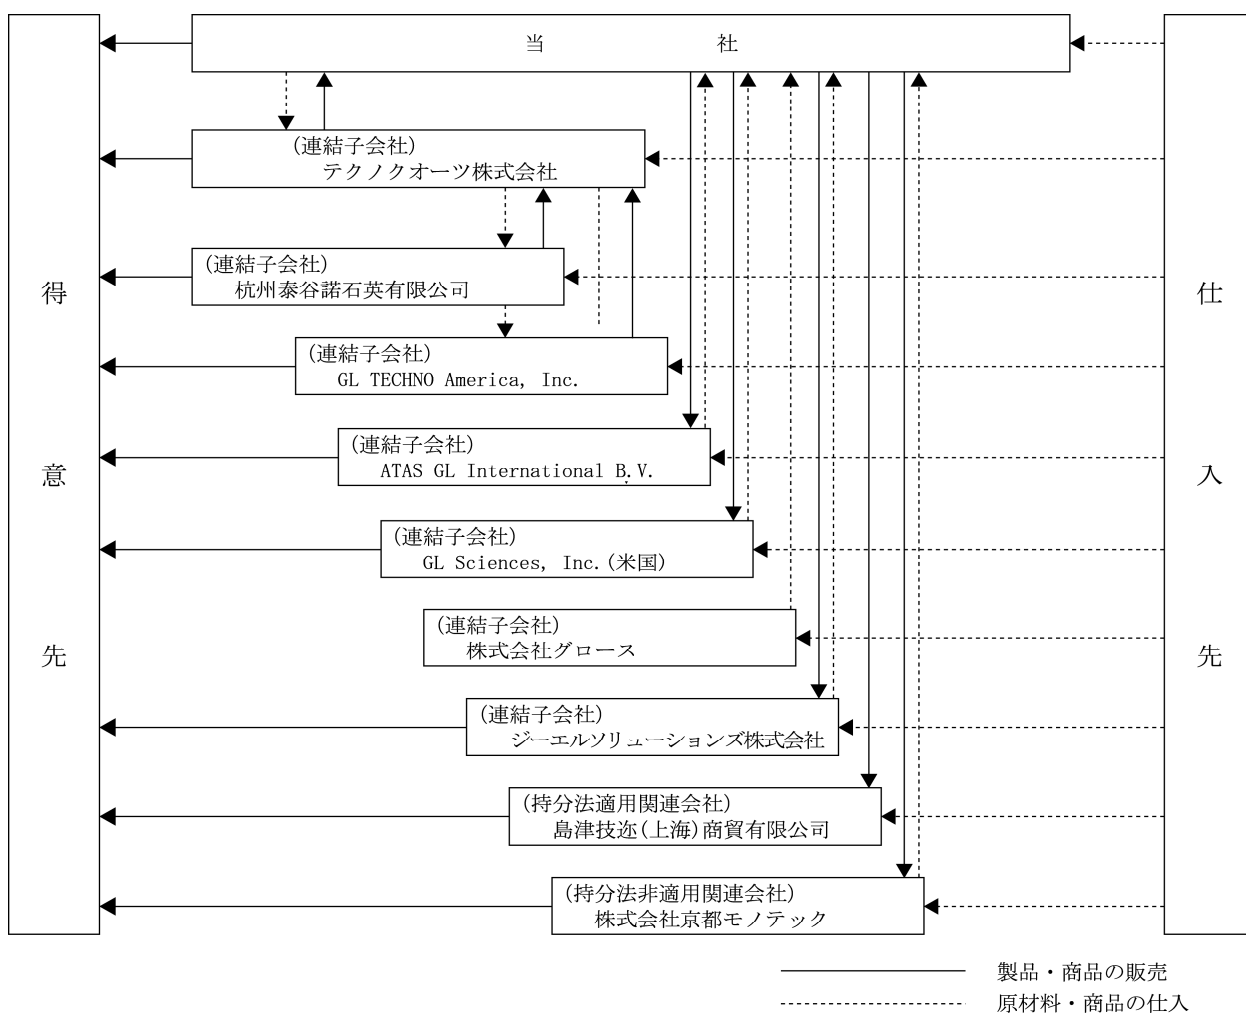 当 社
(連結子会社)
テクノクオーツ株式会社
(連結子会社)
杭州泰谷諾石英有限公司
(連結子会社)
GL TECHNO America, Inc.
(連結子会社)
ATAS GL International B.V.
(連結子会社)
GL Sciences, Inc.(米国)
(連結子会社)
株式会社グロース
(連結子会社)
ジーエルソリューションズ株式会社
(持分法適用関連会社)
島津技迩(上海)商貿有限公司
(持分法非適用関連会社)
株式会社京都モノテック
得
意
先
仕
入
先
製品・商品の販売
原材料・商品の仕入